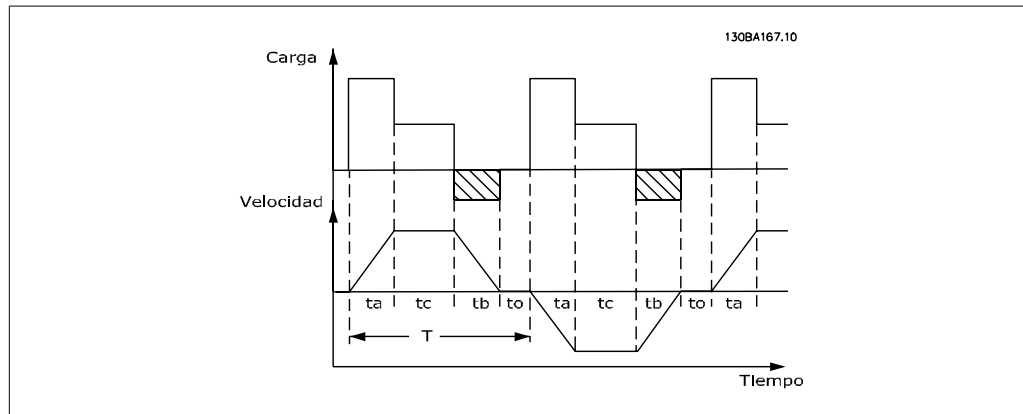 130BA167.10
Carga
Velocidad
ta tc tb to ta tc tb to ta
T
TIempo